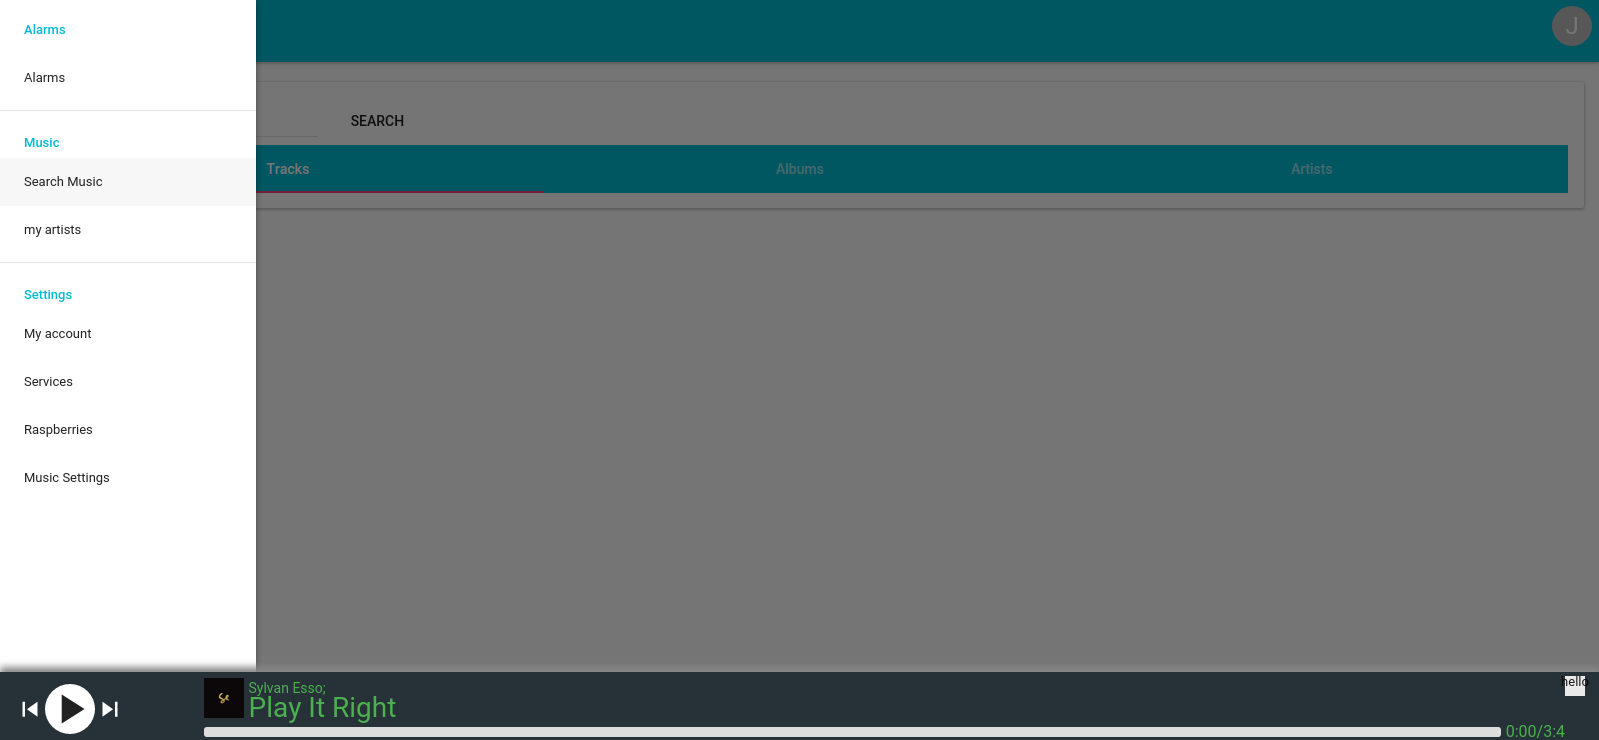 Alarms
Alarms
Music
Search Music
my artists
Settings
My account
Services
Raspberries
Music Settings
J
SEARCH
Tracks Albums Artists
Sylvan Esso;
Play It Right
0:00/3:4
hello